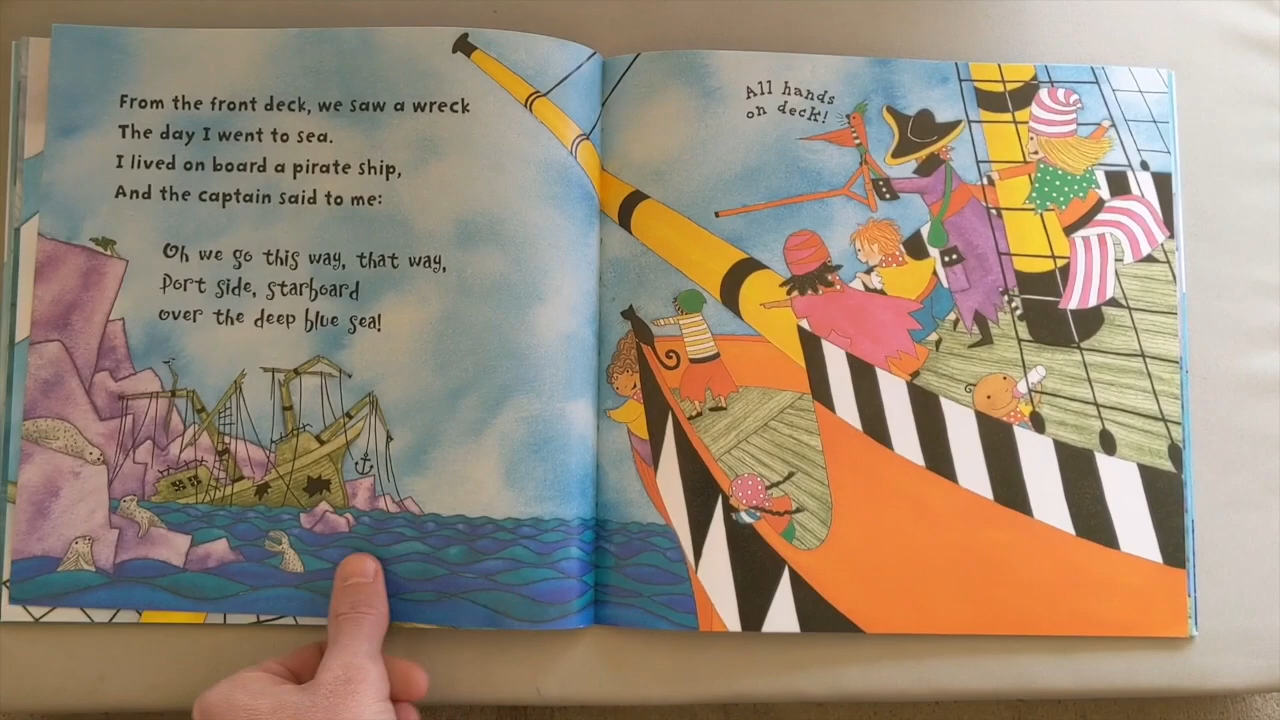 From the front deck, we saw a wreck
The day I went to sea.
I lived on board a pirate ship,
And the captain said to me:
Oh we go this way, that way,
Port side, starboard
over the deep blue sea!
All hands
on deck!